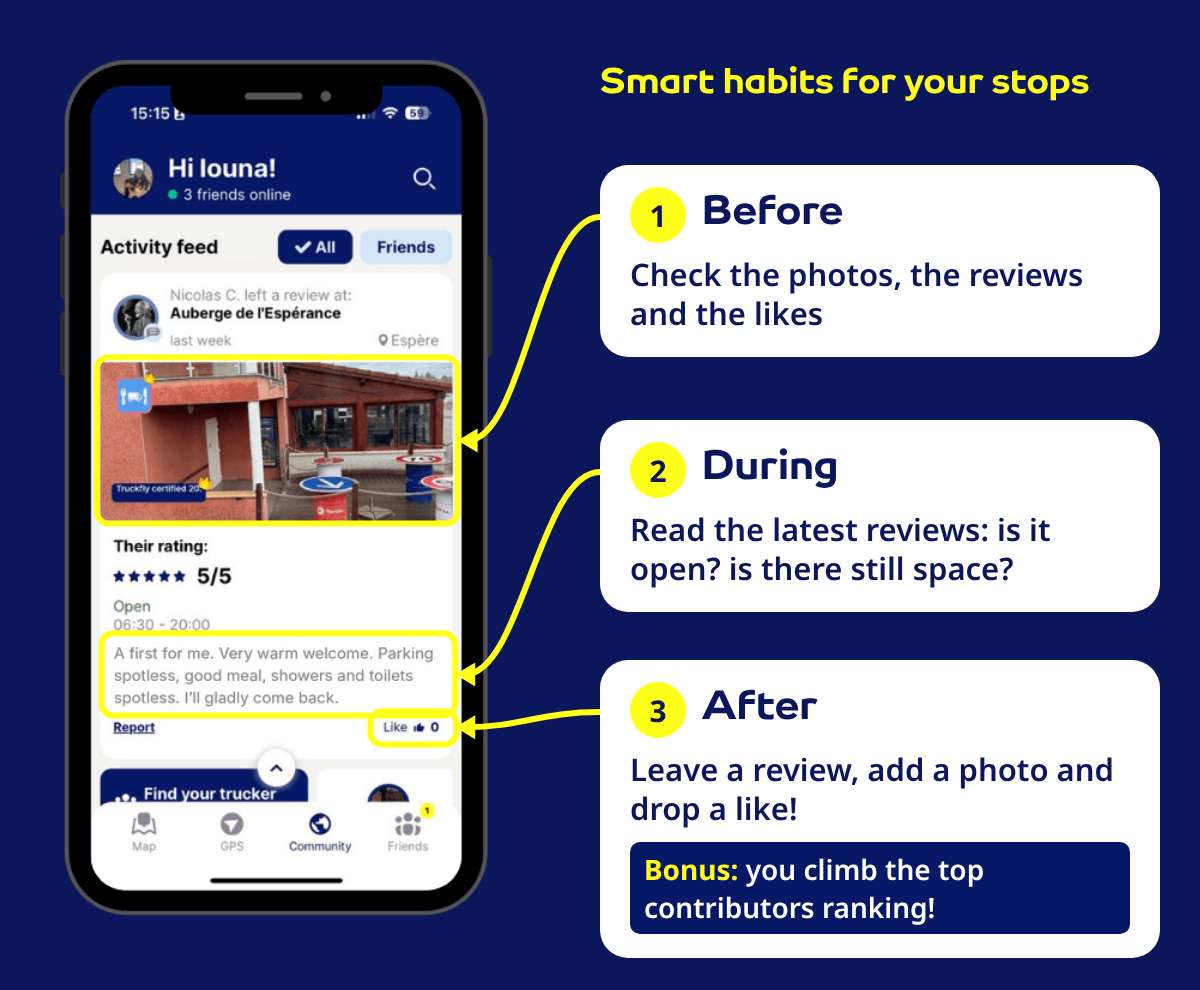 Smart habits for your stops
15:15
59
Hi louna!
3 friends online
Activity feed
All
Friends
Nicolas C. left a review at:
Auberge de l'Espérance
last week
Espère
Truckfly certified 20
Their rating:
5/5
Open
06:30 - 20:00
A first for me. Very warm welcome. Parking
spotless, good meal, showers and toilets
spotless. I'll gladly come back.
Report
Like 0
Find your trucker
Map
GPS
Community
Friends
1
1 Before
Check the photos, the reviews
and the likes
2 During
Read the latest reviews: is it
open? is there still space?
3 After
Leave a review, add a photo and
drop a like!
Bonus: you climb the top
contributors ranking!